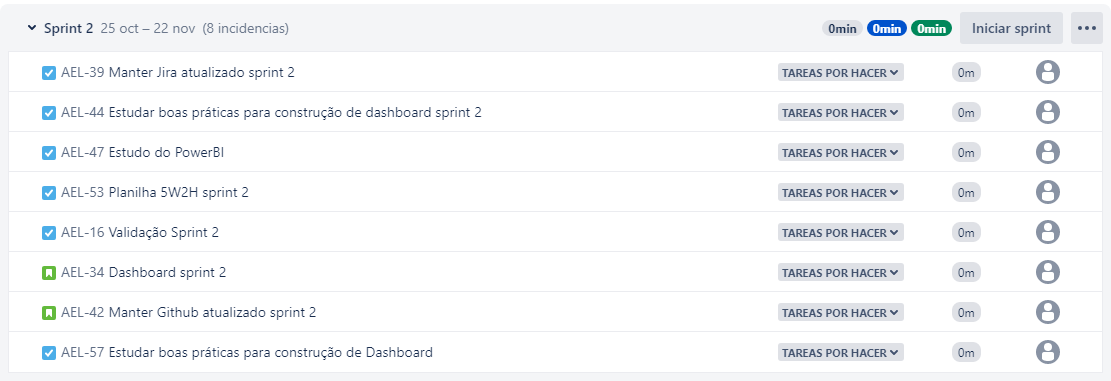 Sprint 2 25 oct – 22 nov (8 incidencias) 0min 0min 0min Iniciar sprint
AEL-39 Manter Jira atualizado sprint 2 TAREAS POR HACER 0m
AEL-44 Estudar boas práticas para construção de dashboard sprint 2 TAREAS POR HACER 0m
AEL-47 Estudo do PowerBI TAREAS POR HACER 0m
AEL-53 Planilha 5W2H sprint 2 TAREAS POR HACER 0m
AEL-16 Validação Sprint 2 TAREAS POR HACER 0m
AEL-34 Dashboard sprint 2 TAREAS POR HACER 0m
AEL-42 Manter Github atualizado sprint 2 TAREAS POR HACER 0m
AEL-57 Estudar boas práticas para construção de Dashboard TAREAS POR HACER 0m